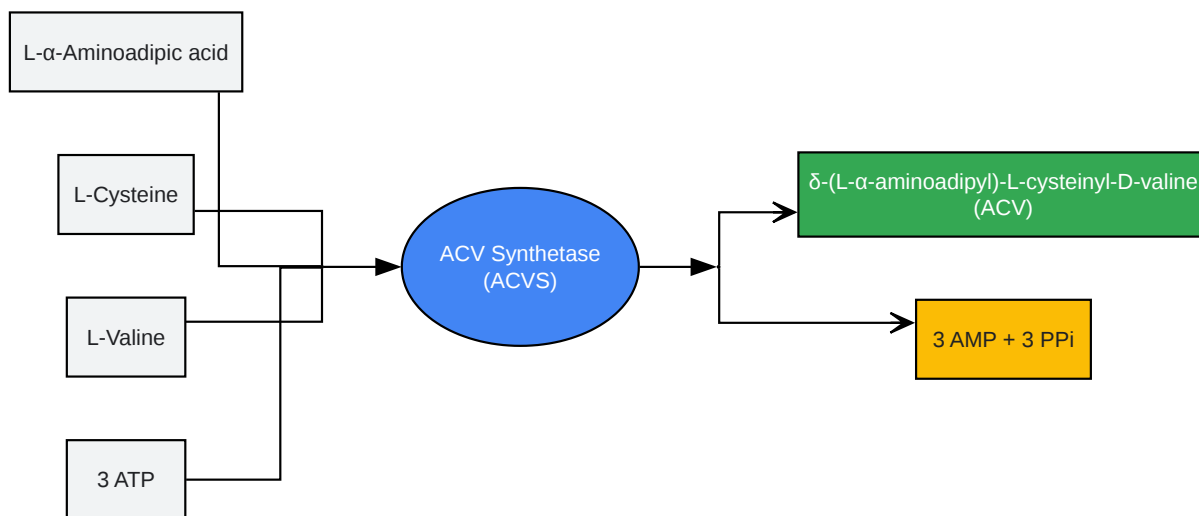 L-α-Aminoadipic acid
L-Cysteine
L-Valine
3 ATP
ACV Synthetase
(ACVS)
δ-(L-α-aminoadipyl)-L-cysteinyl-D-valine
(ACV)
3 AMP + 3 PPi